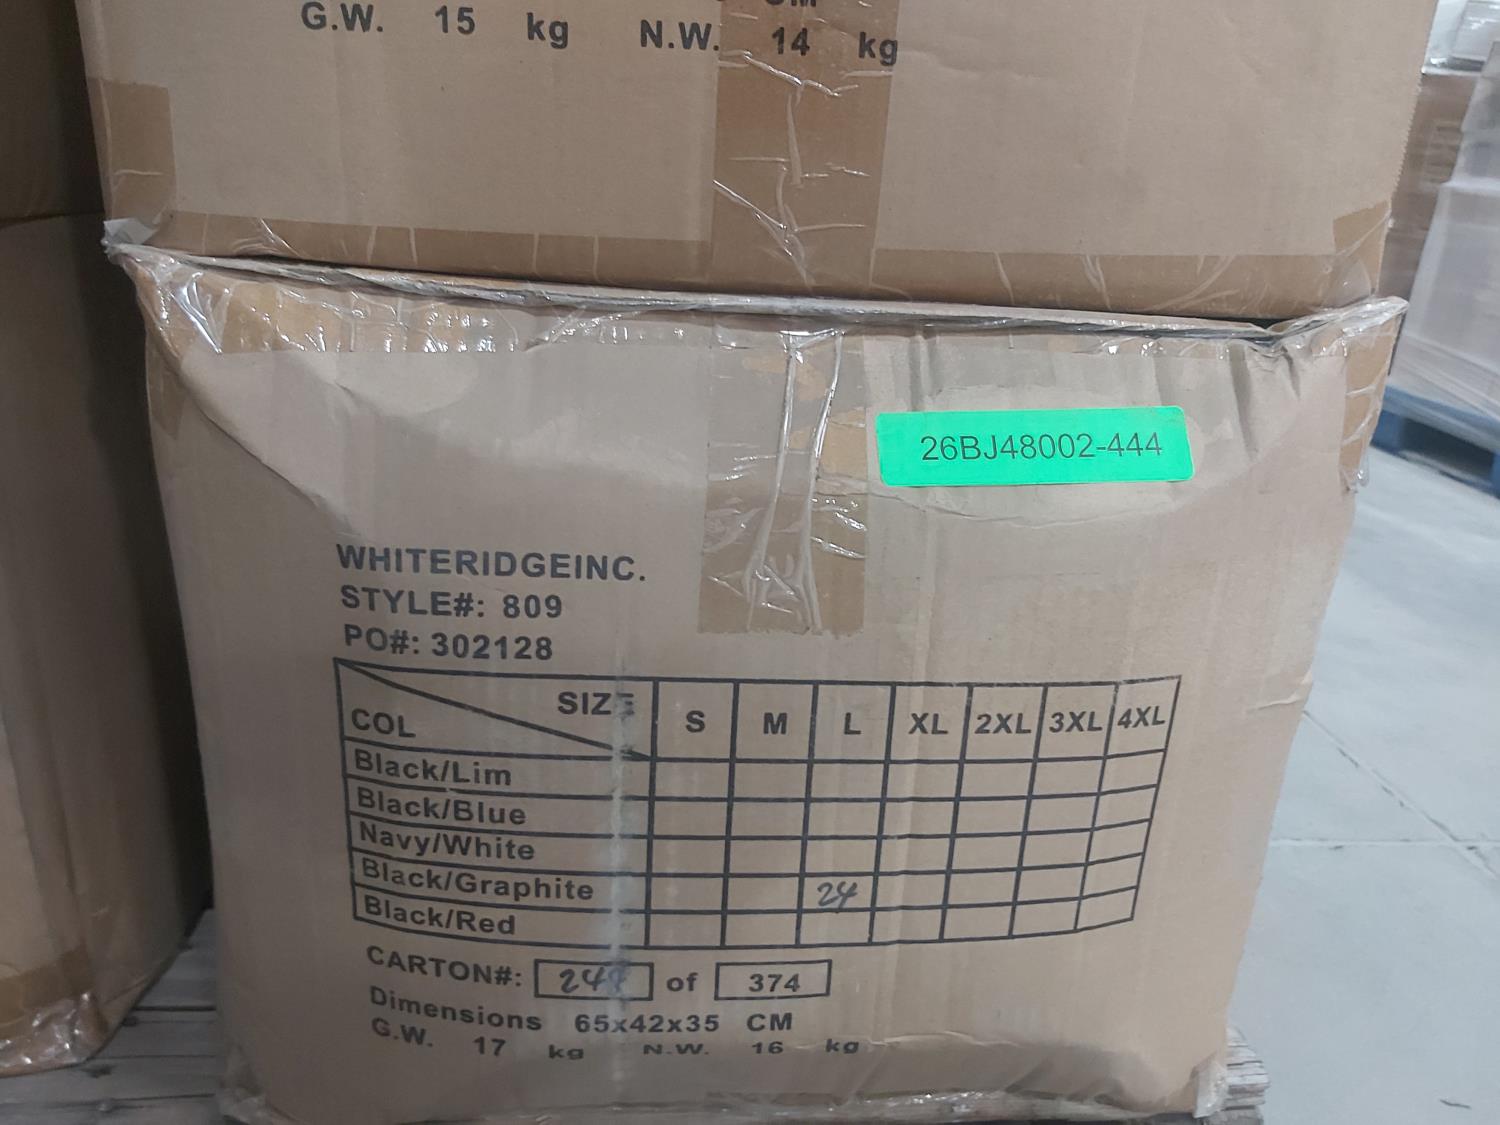 G.W. 15 kg N.W. 14 kg
26BJ48002-444
WHITERIDGEINC.
STYLE#: 809
PO#: 302128
SIZE S M L XL 2XL 3XL 4XL
COL
Black/Lim
Black/Blue
Navy/White
Black/Graphite 24
Black/Red
CARTON#: of 374
Dimensions 65x42x35 CM
G.W. 17 kg N.W. 16 kg